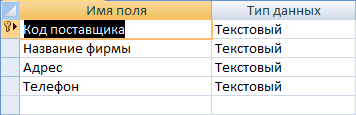 Имя поля Тип данных
Код поставщика Текстовый
Название фирмы Текстовый
Адрес Текстовый
Телефон Текстовый